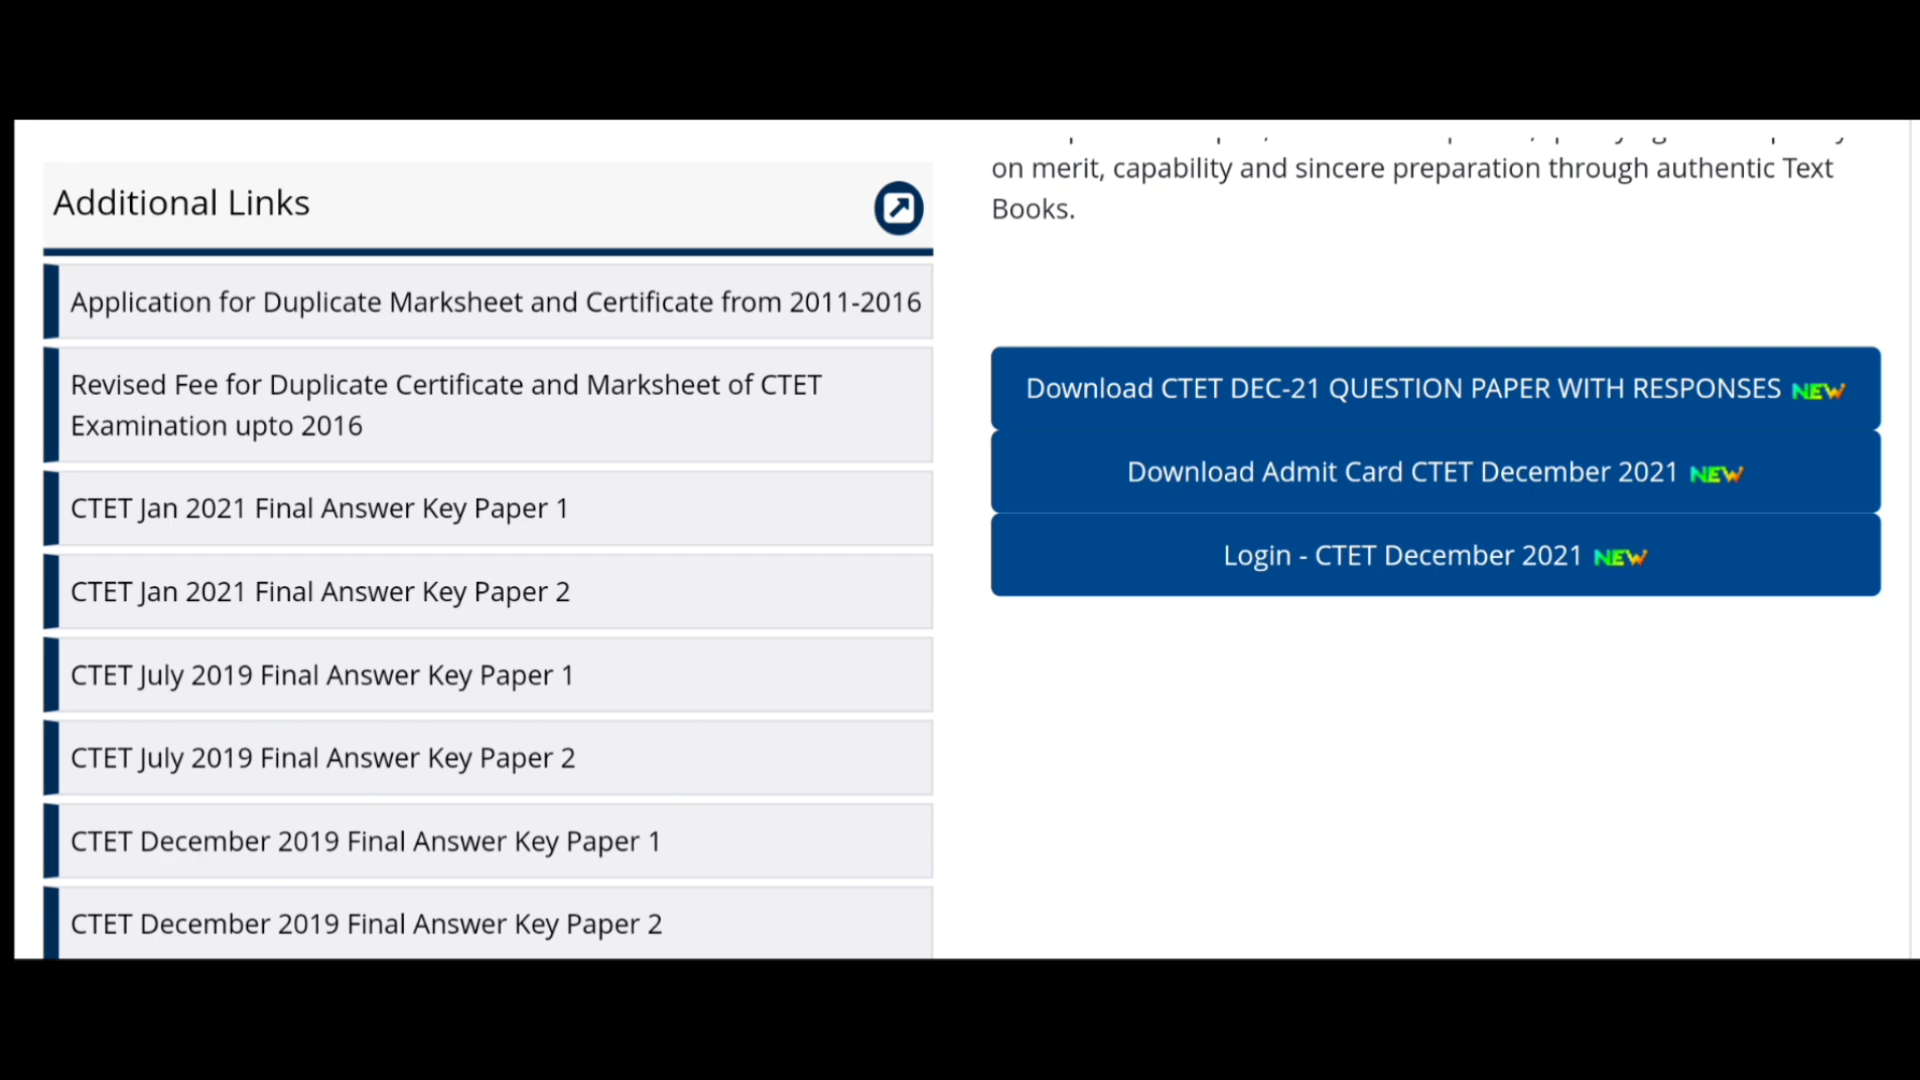 Additional Links
Application for Duplicate Marksheet and Certificate from 2011-2016
Revised Fee for Duplicate Certificate and Marksheet of CTET
Examination upto 2016
CTET Jan 2021 Final Answer Key Paper 1
CTET Jan 2021 Final Answer Key Paper 2
CTET July 2019 Final Answer Key Paper 1
CTET July 2019 Final Answer Key Paper 2
CTET December 2019 Final Answer Key Paper 1
CTET December 2019 Final Answer Key Paper 2
on merit, capability and sincere preparation through authentic Text
Books.
Download CTET DEC-21 QUESTION PAPER WITH RESPONSES NEW
Download Admit Card CTET December 2021 NEW
Login - CTET December 2021 NEW